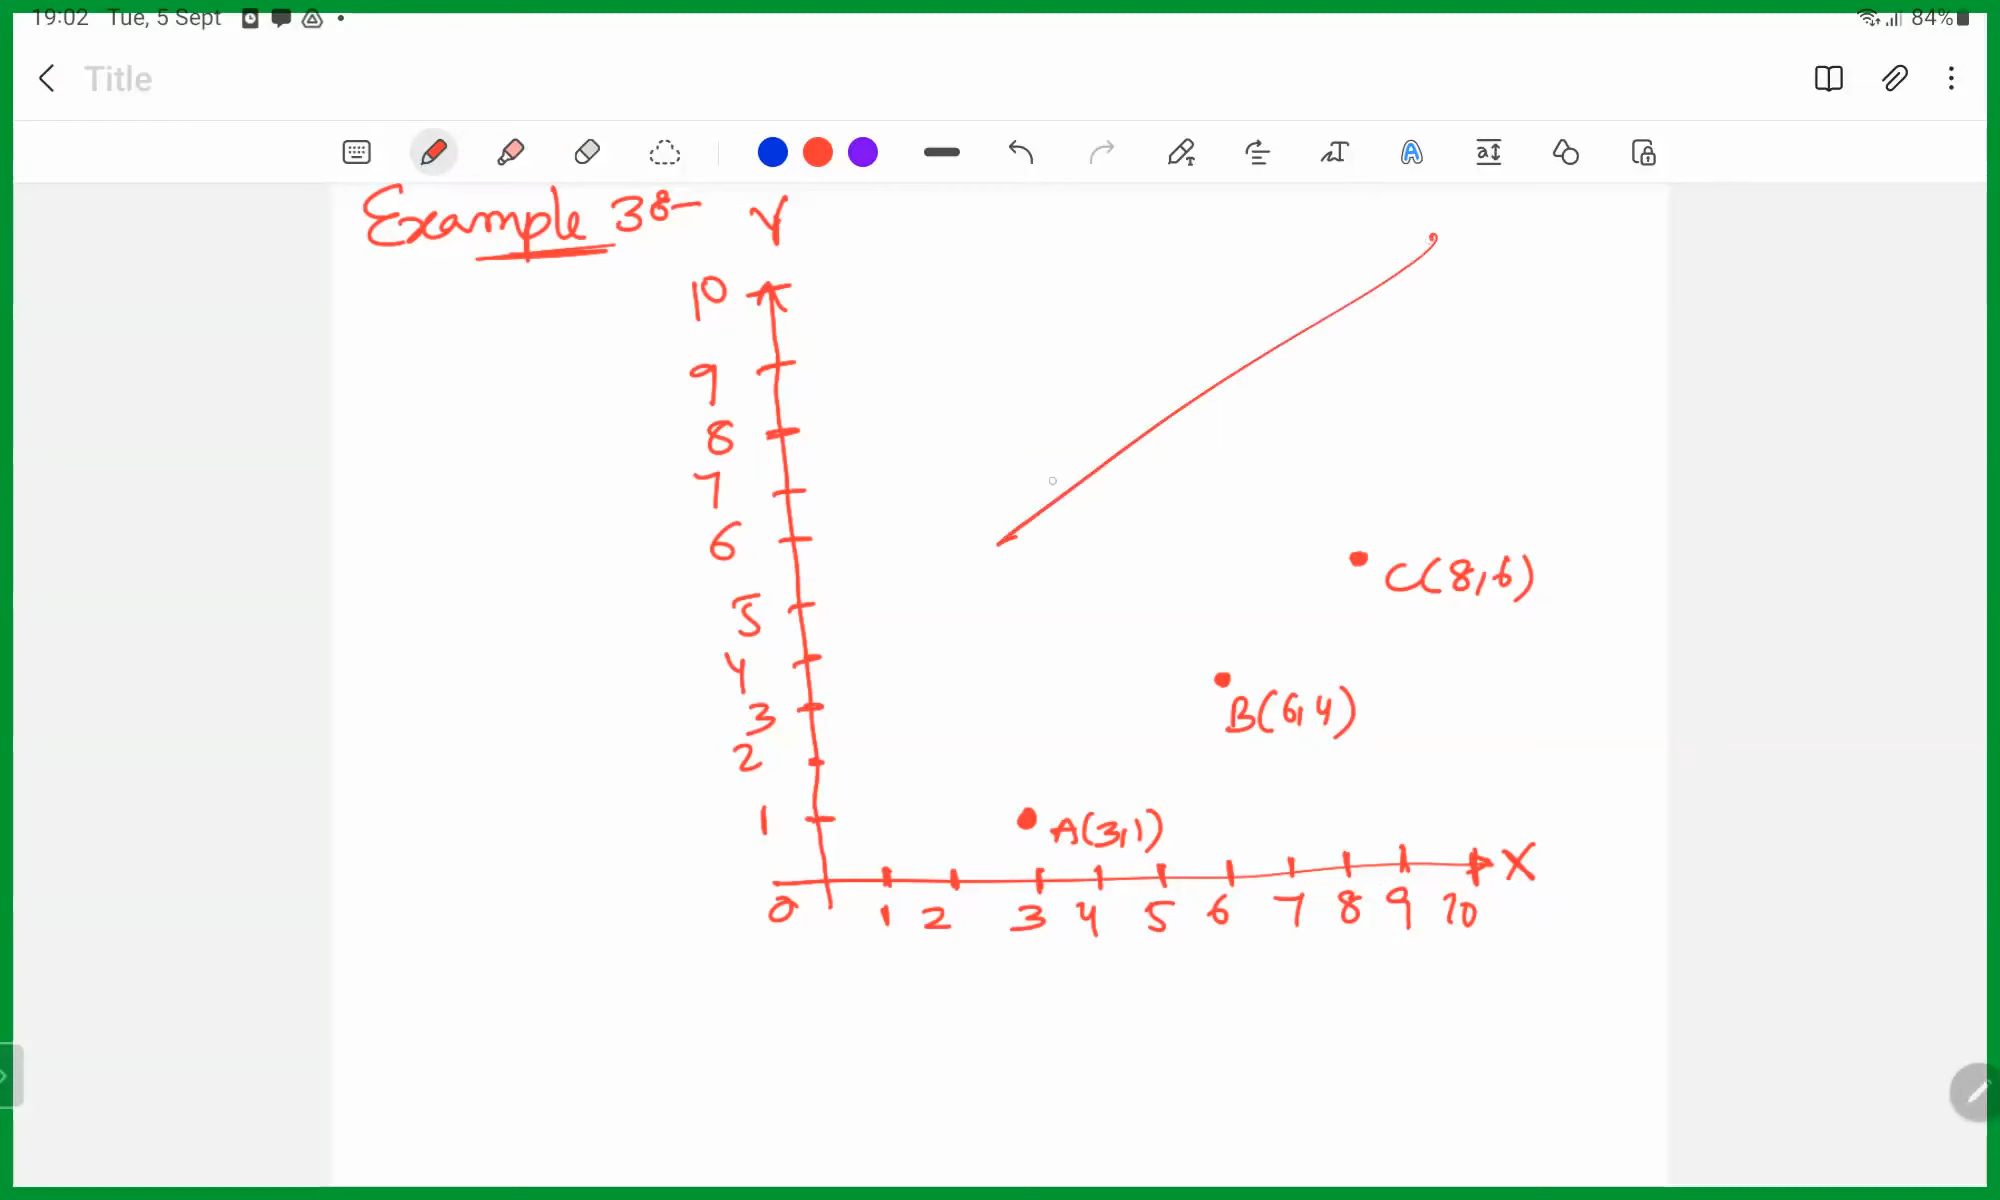 19:02 Tue, 5 Sept
84%
Title
Example 3:-
Y
10
9
8
7
6
5
4
3
2
1
C(8,6)
B(6,4)
A(3,1)
X
0 1 2 3 4 5 6 7 8 9 10